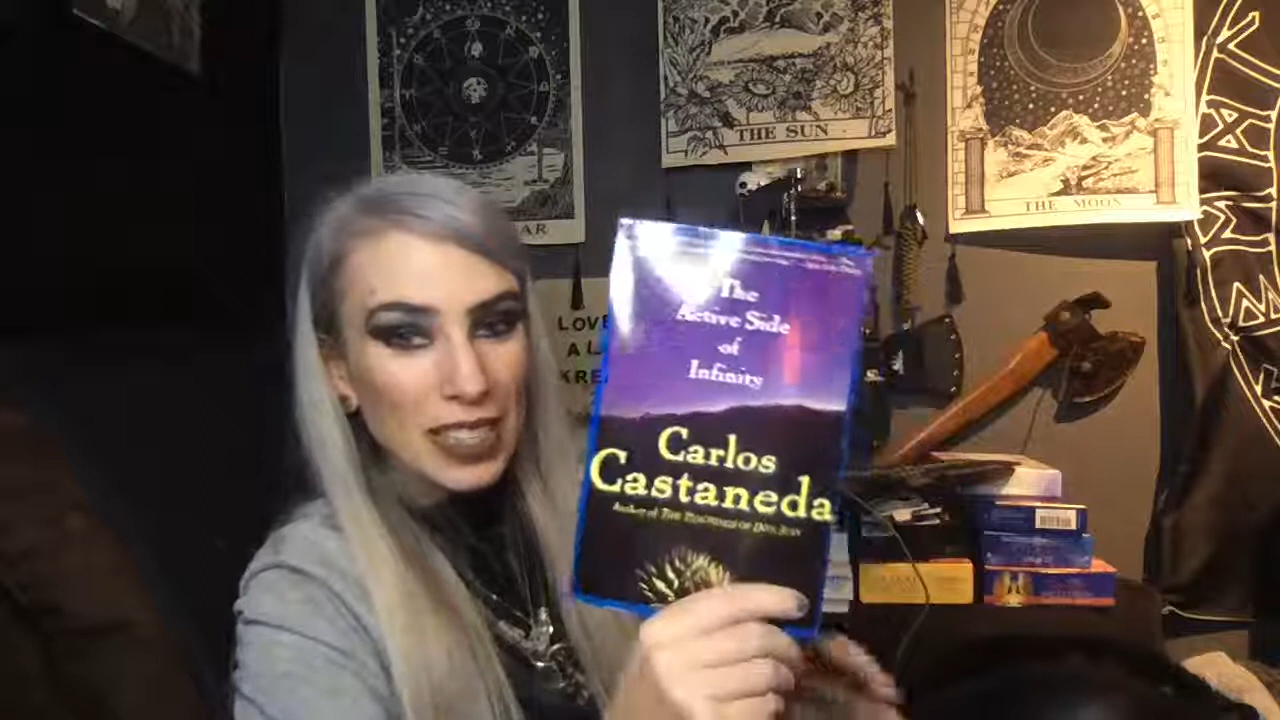 THE SUN
THE MOON
AR
LOVE
A L
KRE
The
Active Side
of
Infinity
Carlos
Castaneda
Author of THE TEACHINGS OF DON JUAN